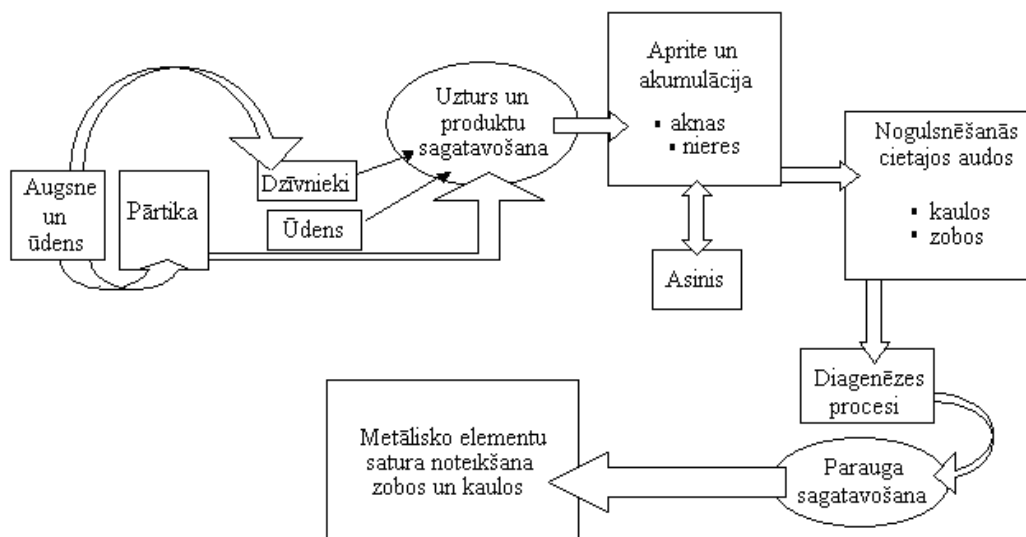 Augsne
un
ūdens
Pārtika
Dzīvnieki
Ūdens
Uzturs un
produktu
sagatavošana
Aprite un
akumulācija
▪ aknas
▪ nieres
Asinis
Nogulsnēšanās
cietajos audos
▪ kaulos
▪ zobos
Diagenēzes
procesi
Parauga
sagatavošana
Metālisko elementu
satura noteikšana
zobos un kaulos